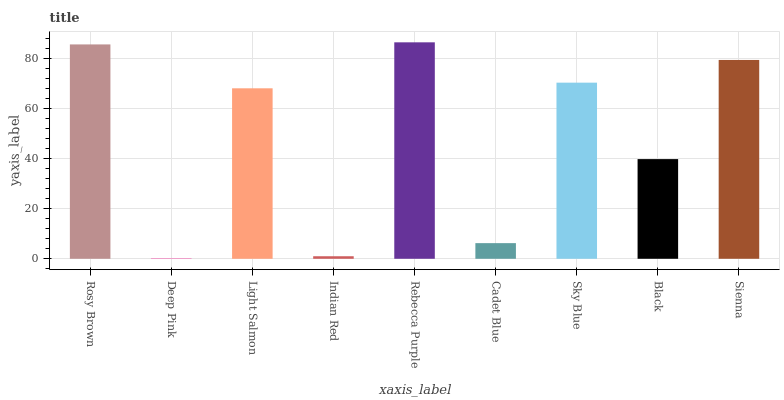 title
80
60
40
20
0
yaxis_label
Rosy Brown
Deep Pink
Light Salmon
Indian Red
Rebecca Purple
Cadet Blue
Sky Blue
Black
Sienna
xaxis_label